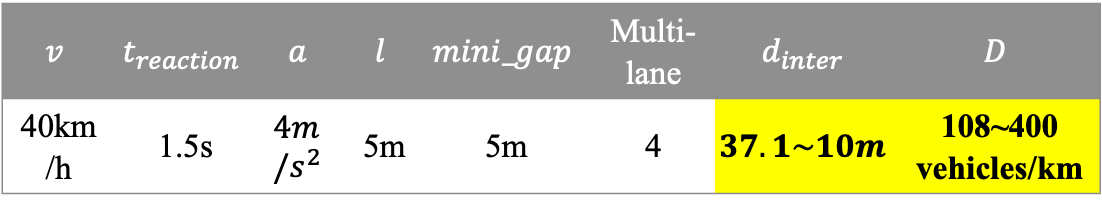 v t_reaction a l mini_gap Multi-lane d_inter D
40km/h 1.5s 4m/s² 5m 5m 4 37.1~10m 108~400 vehicles/km